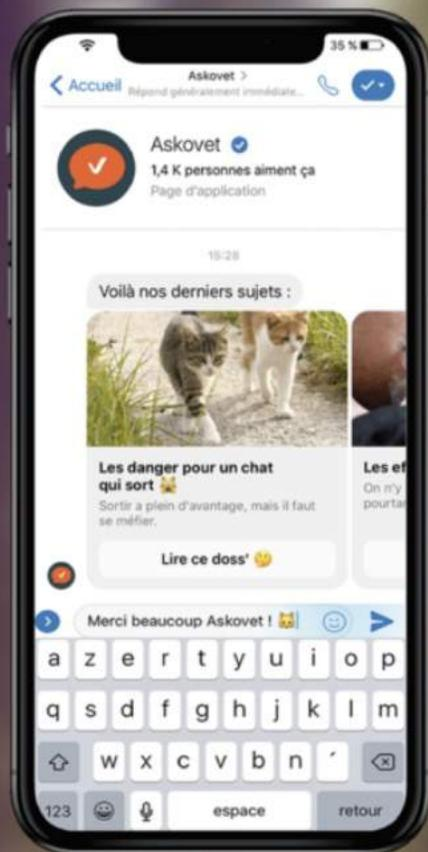 35 %
Accueil
Askovet >
Répond généralement immédiate...
Askovet
1,4 K personnes aiment ça
Page d'application
15:28
Voilà nos derniers sujets :
Les danger pour un chat
qui sort 🙀
Sortir a plein d'avantage, mais il faut
se méfier.
Lire ce doss' 🤔
Les ef
On n'y
pourtan
Merci beaucoup Askovet ! 🐱
a z e r t y u i o p
q s d f g h j k l m
w x c v b n ´
123
espace
retour